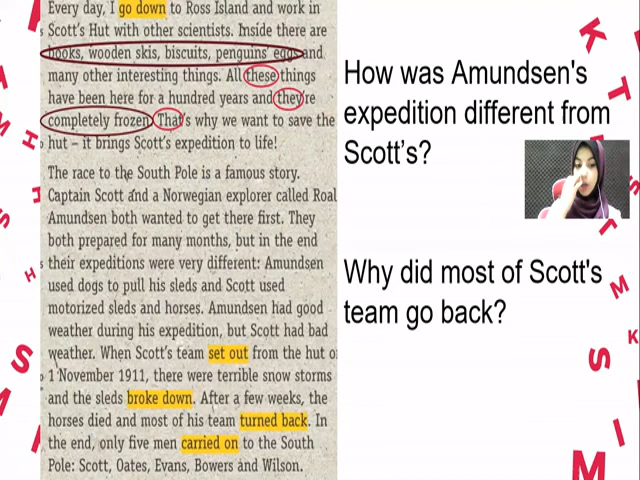 Every day, I go down to Ross Island and work in
Scott's Hut with other scientists. Inside there are
books, wooden skis, biscuits, penguins' eggs and
many other interesting things. All these things
have been here for a hundred years and they're
completely frozen. That's why we want to save the
hut – it brings Scott's expedition to life!
The race to the South Pole is a famous story.
Captain Scott and a Norwegian explorer called Roal
Amundsen both wanted to get there first. They
both prepared for many months, but in the end
their expeditions were very different: Amundsen
used dogs to pull his sleds and Scott used
motorized sleds and horses. Amundsen had good
weather during his expedition, but Scott had bad
weather. When Scott's team set out from the hut o
1 November 1911, there were terrible snow storms
and the sleds broke down. After a few weeks, the
horses died and most of his team turned back. In
the end, only five men carried on to the South
Pole: Scott, Oates, Evans, Bowers and Wilson.
How was Amundsen's
expedition different from
Scott's?
Why did most of Scott's
team go back?